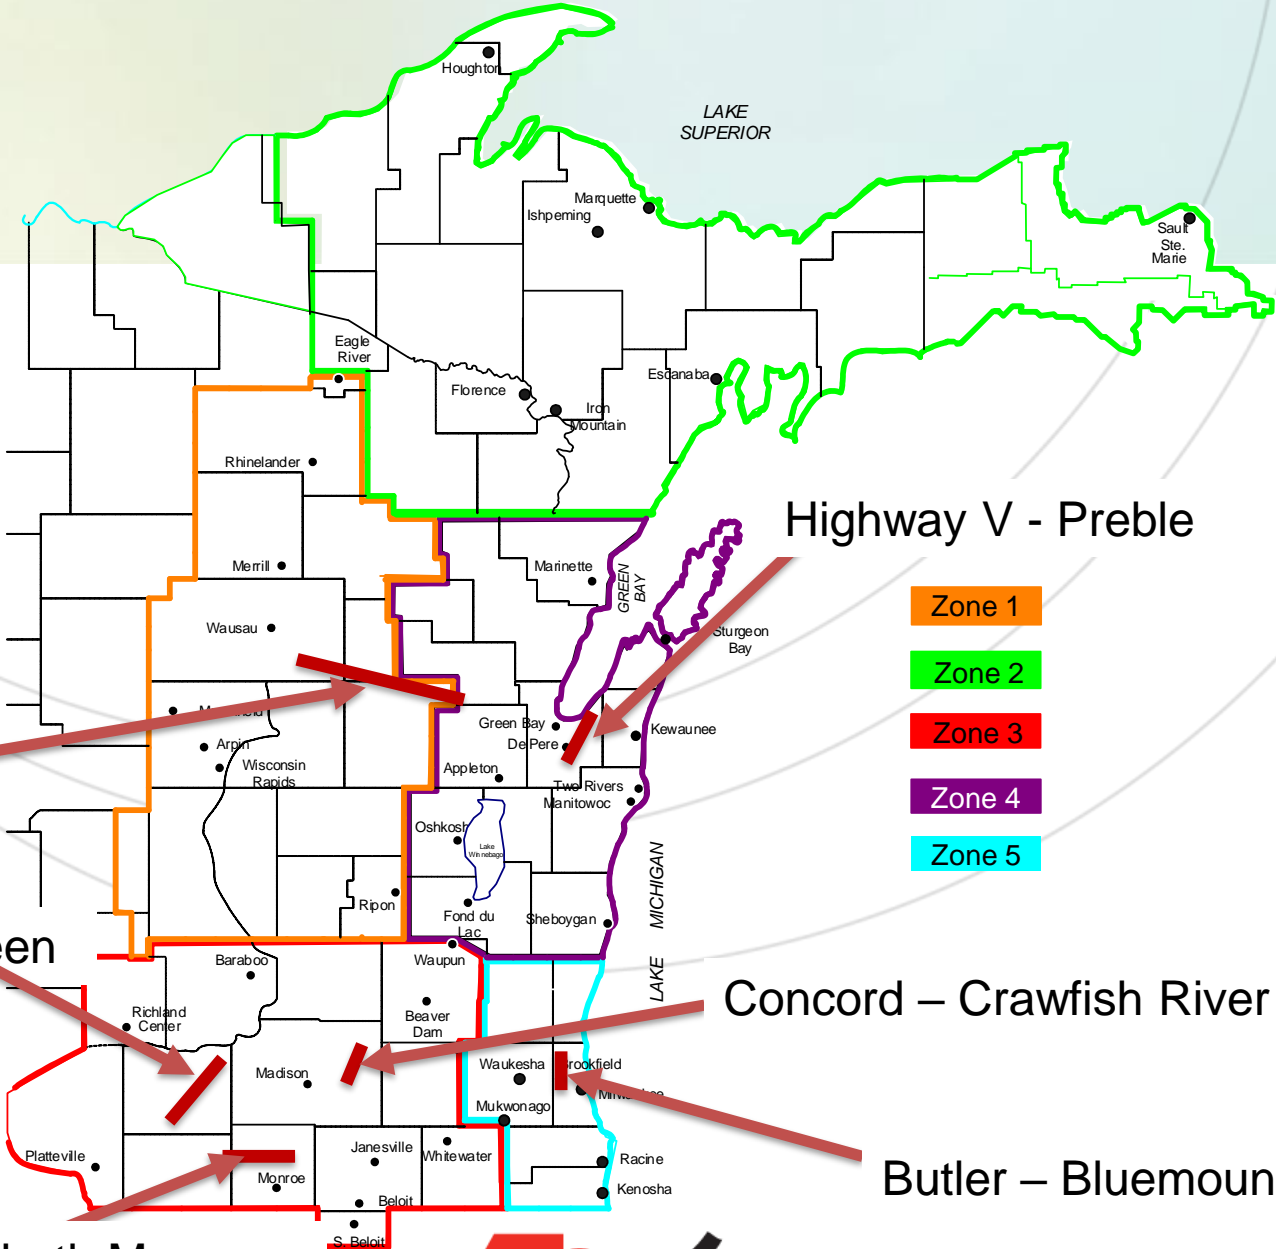 Houghton
LAKE
SUPERIOR
Marquette
Ishpeming
Sault
Ste.
Marie
Eagle
River
Florence
Escanaba
Iron
Mountain
Rhinelander
Highway V - Preble
Merrill
Marinette
GREEN
BAY
Zone 1
Wausau
Sturgeon
Bay
Zone 2
Green Bay
De Pere
Kewaunee
Zone 3
Arpin
Wisconsin
Rapids
Appleton
Two Rivers
Manitowoc
Zone 4
Oshkosh
Lake
Winnebago
Zone 5
Ripon
Fond du
Lac
Sheboygan
LAKE MICHIGAN
een
Baraboo
Waupun
Richland
Center
Beaver
Dam
Concord – Crawfish River
Madison
Waukesha
Brookfield
Mukwonago
Butler – Bluemoun
Platteville
Janesville
Whitewater
Racine
Monroe
Kenosha
Beloit
S. Beloit